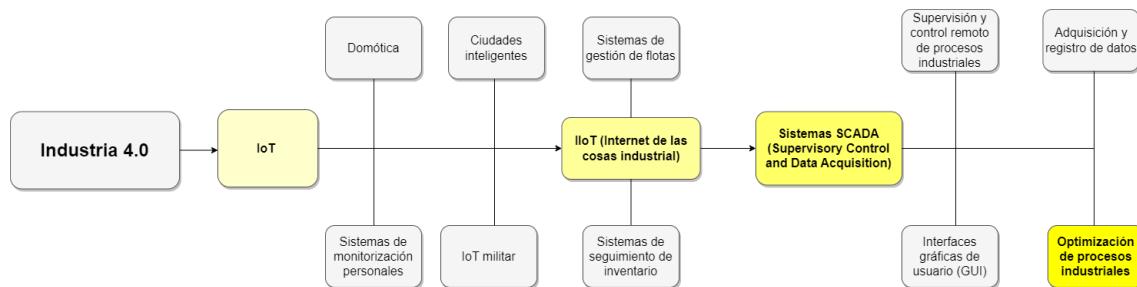 Industria 4.0
IoT
Domótica
Sistemas de
monitorización
personales
Ciudades
inteligentes
IoT militar
Sistemas de
gestión de flotas
IIoT (Internet de las
cosas industrial)
Sistemas de
seguimiento de
inventario
Sistemas SCADA
(Supervisory Control
and Data Acquisition)
Supervisión y
control remoto
de procesos
industriales
Interfaces
gráficas de
usuario (GUI)
Adquisición y
registro de datos
Optimización
de procesos
industriales